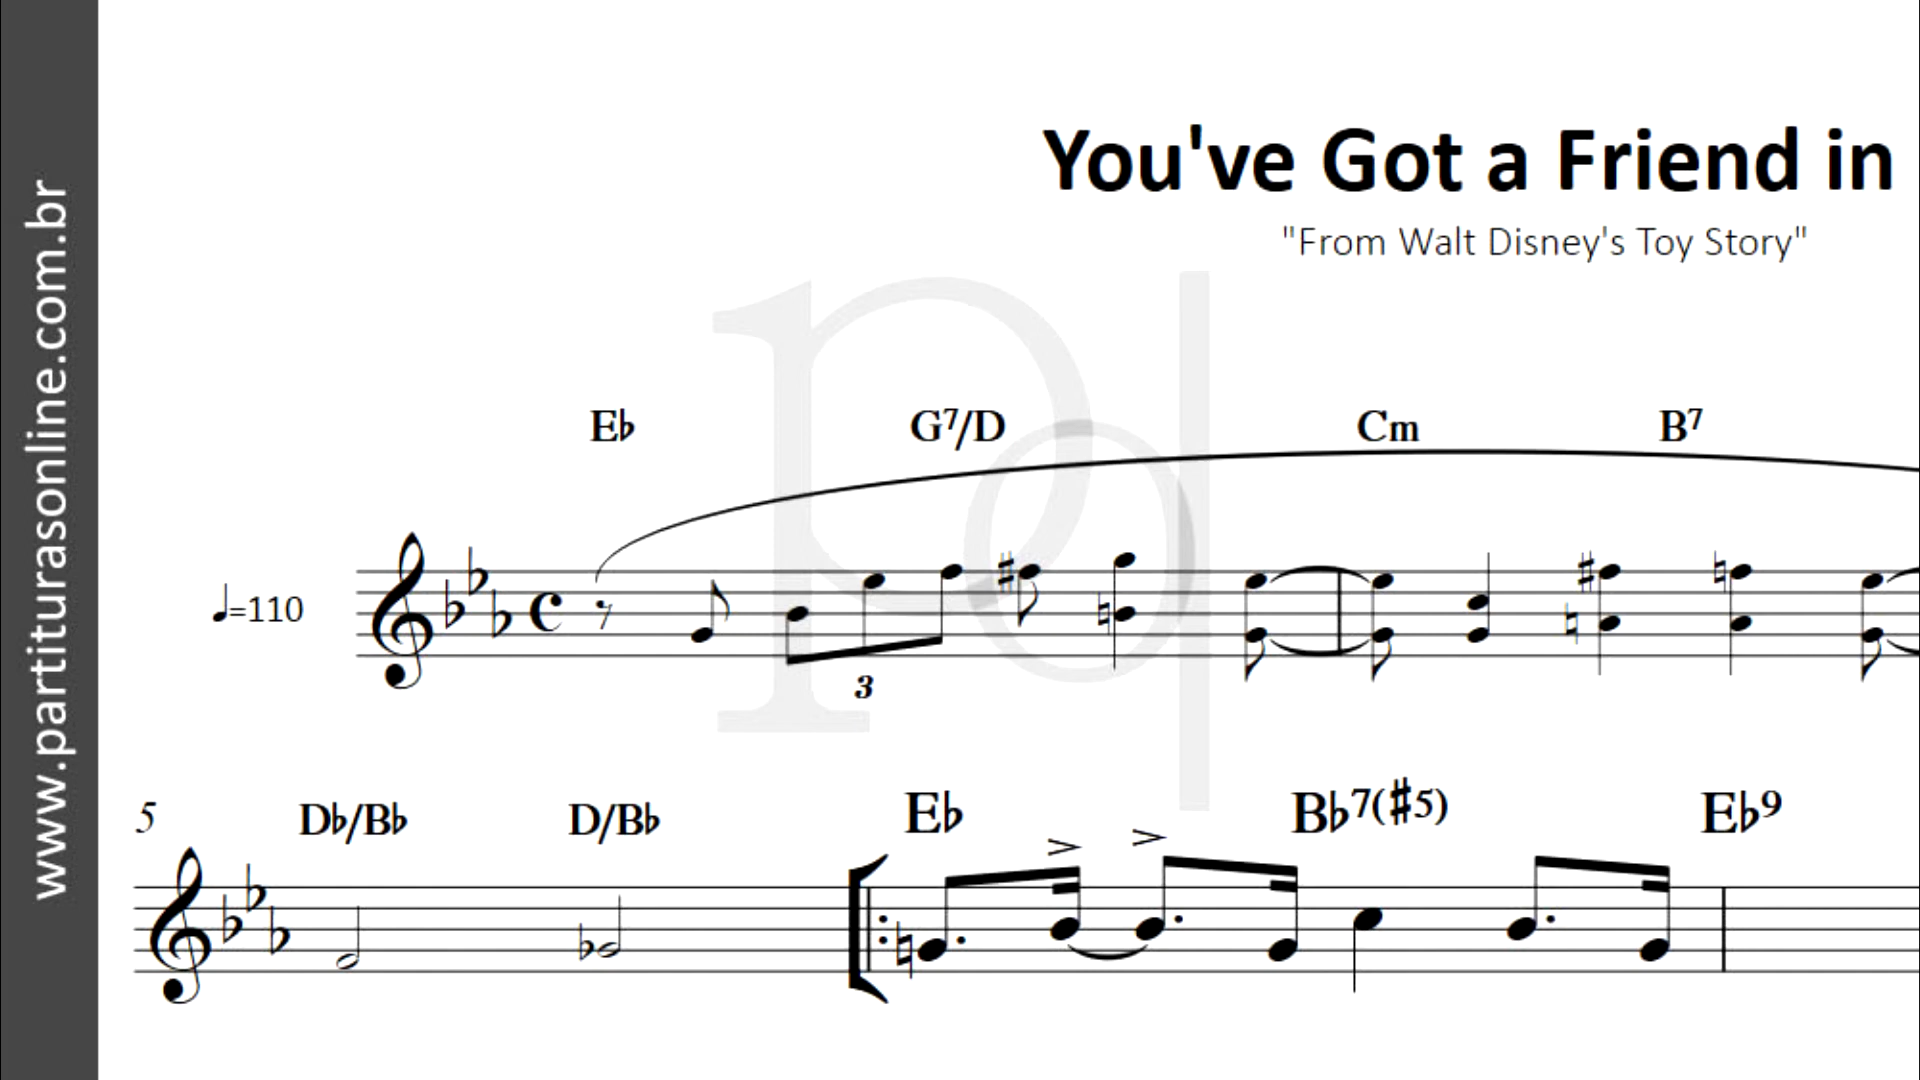 www.partiturasonline.com.br
You've Got a Friend in
"From Walt Disney's Toy Story"
E♭ G7/D Cm B7
♩=110
3
5 D♭/B♭ D/B♭ E♭ B♭7(♯5) E♭9
pd